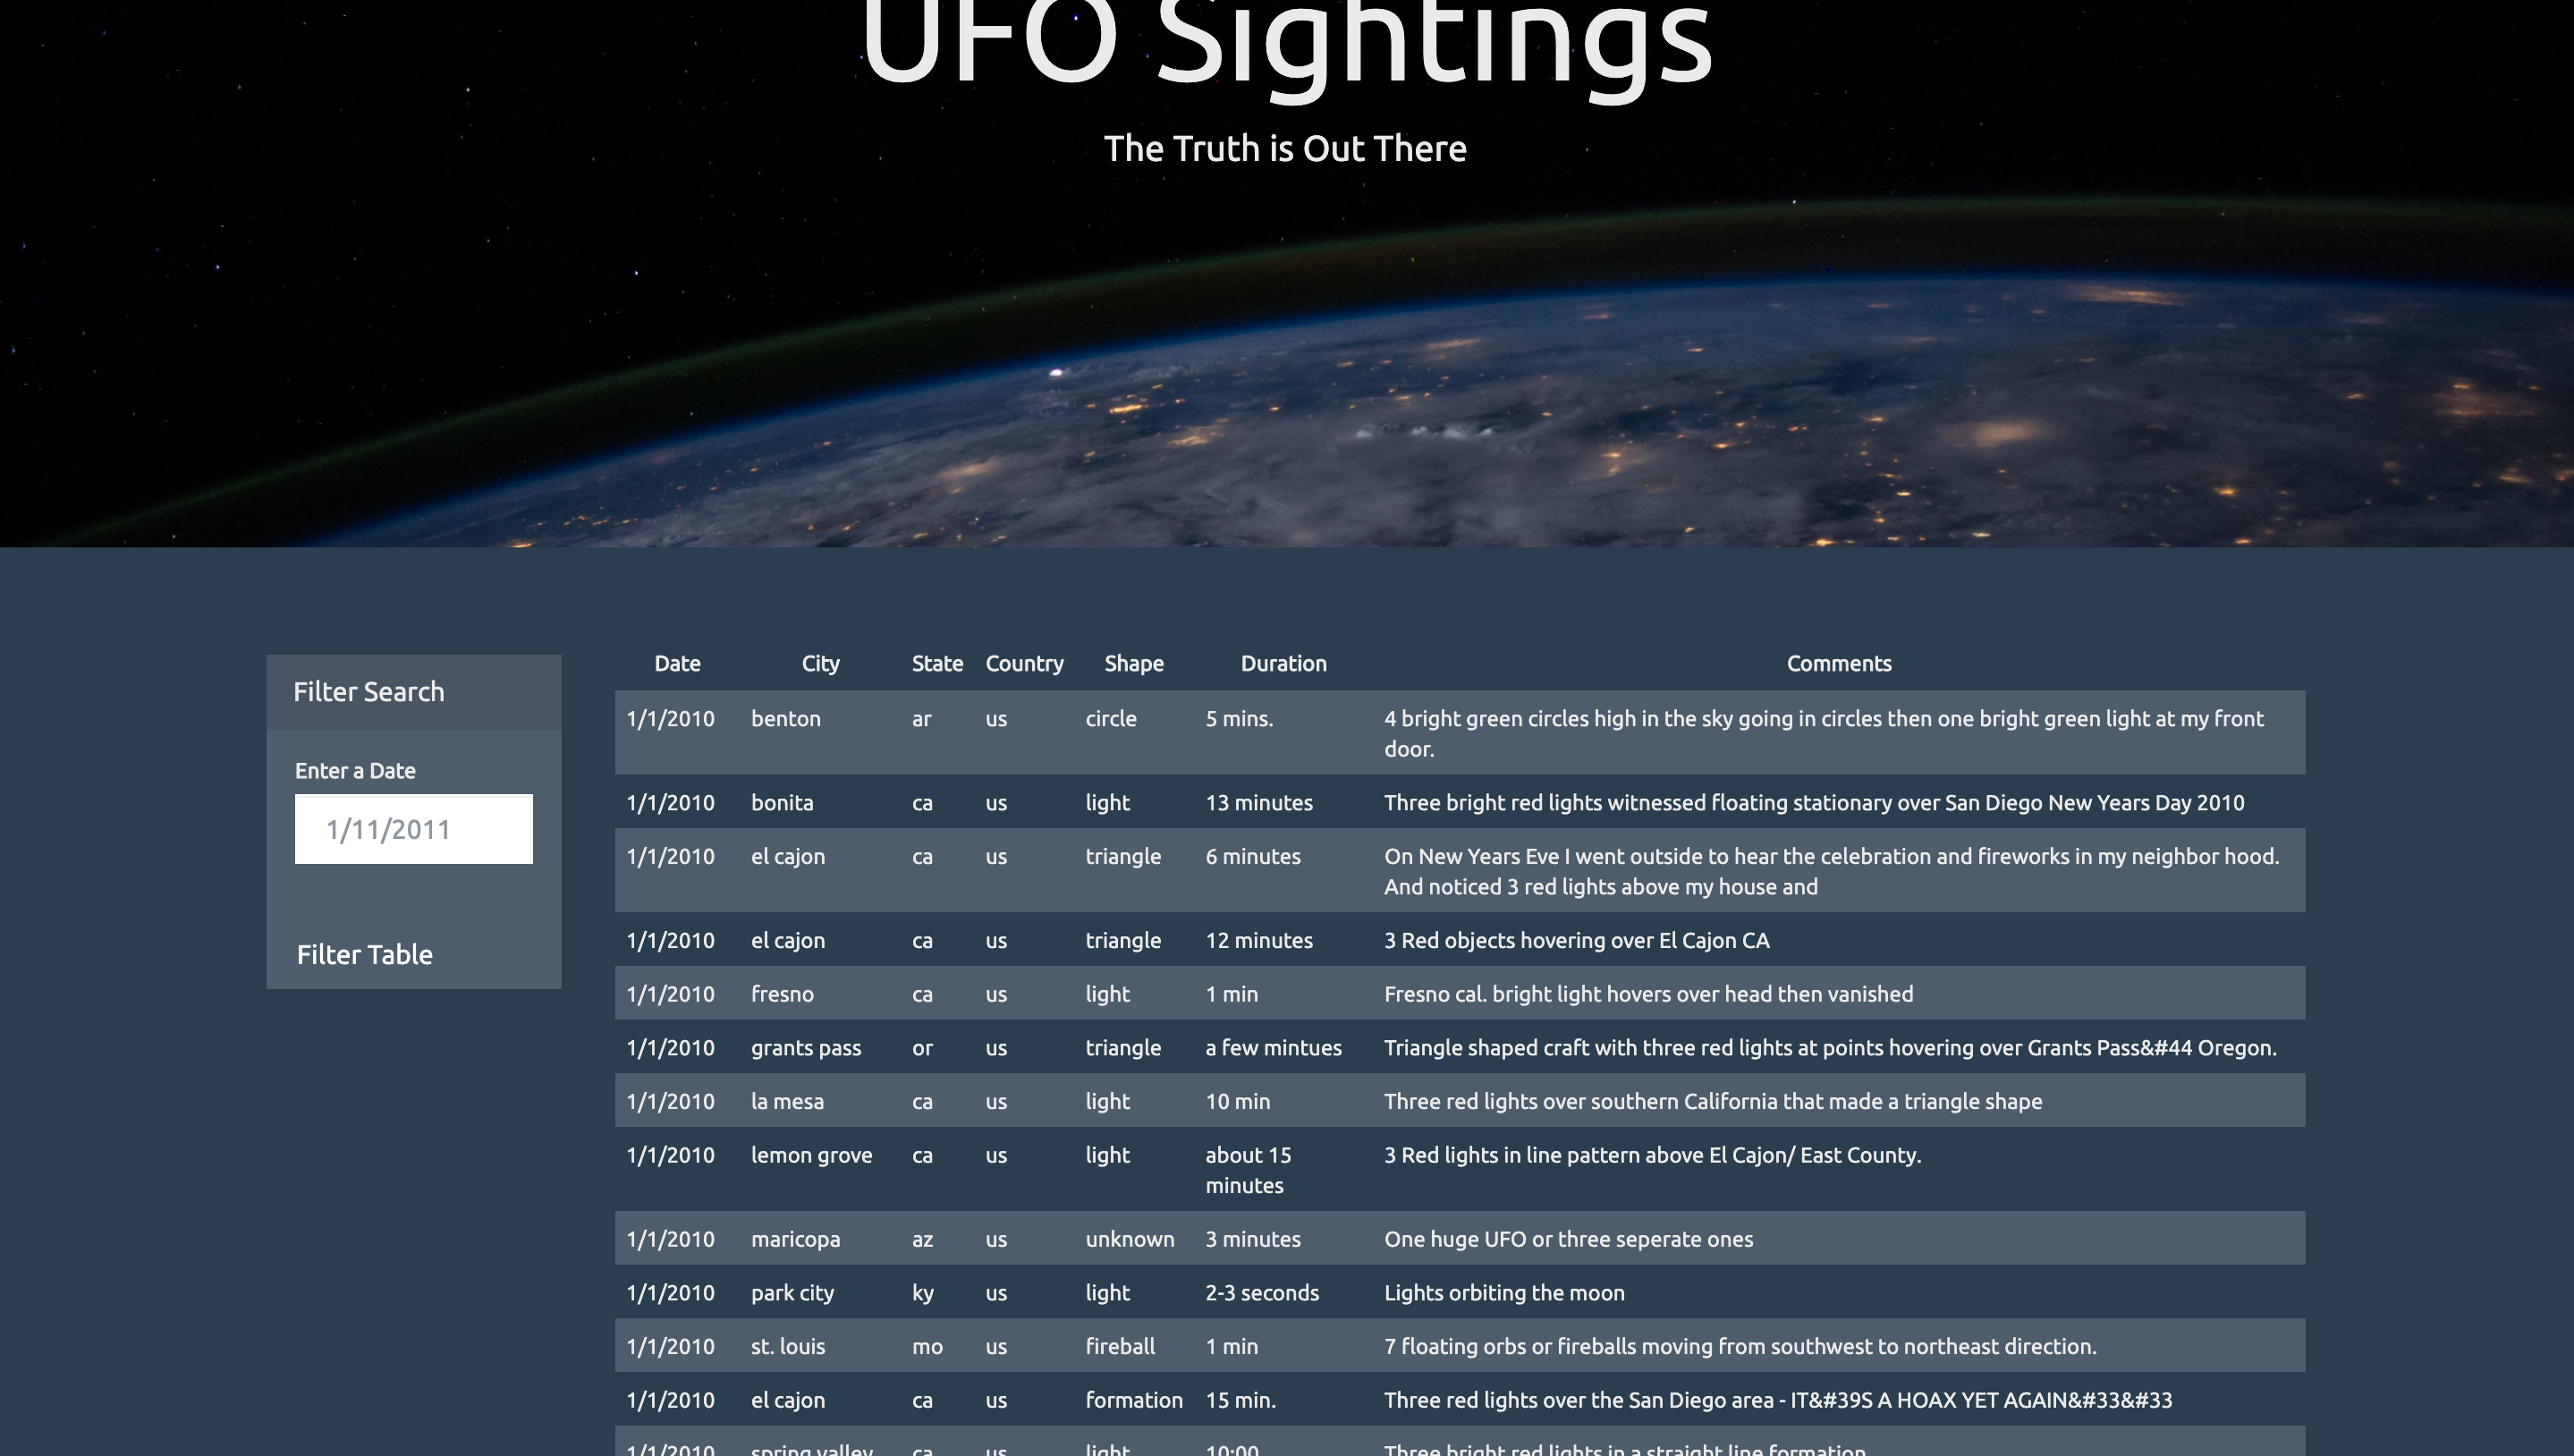 UFO Sightings
The Truth is Out There
Filter Search
Enter a Date
1/11/2011
Filter Table
Date City State Country Shape Duration Comments
1/1/2010 benton ar us circle 5 mins. 4 bright green circles high in the sky going in circles then one bright green light at my front
door.
1/1/2010 bonita ca us light 13 minutes Three bright red lights witnessed floating stationary over San Diego New Years Day 2010
1/1/2010 el cajon ca us triangle 6 minutes On New Years Eve I went outside to hear the celebration and fireworks in my neighbor hood.
And noticed 3 red lights above my house and
1/1/2010 el cajon ca us triangle 12 minutes 3 Red objects hovering over El Cajon CA
1/1/2010 fresno ca us light 1 min Fresno cal. bright light hovers over head then vanished
1/1/2010 grants pass or us triangle a few mintues Triangle shaped craft with three red lights at points hovering over Grants Pass&#44 Oregon.
1/1/2010 la mesa ca us light 10 min Three red lights over southern California that made a triangle shape
1/1/2010 lemon grove ca us light about 15 3 Red lights in line pattern above El Cajon/ East County.
minutes
1/1/2010 maricopa az us unknown 3 minutes One huge UFO or three seperate ones
1/1/2010 park city ky us light 2-3 seconds Lights orbiting the moon
1/1/2010 st. louis mo us fireball 1 min 7 floating orbs or fireballs moving from southwest to northeast direction.
1/1/2010 el cajon ca us formation 15 min. Three red lights over the San Diego area - IT&#39S A HOAX YET AGAIN&#33&#33
1/1/2010 spring valley ca us light 10:00 Three bright red lights in a straight line formation